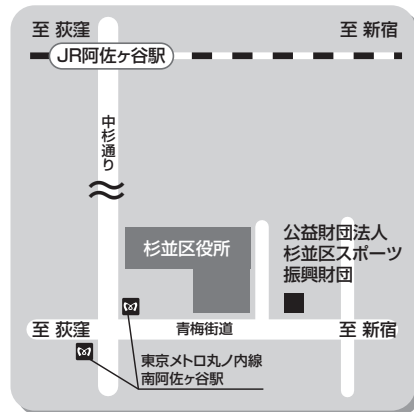 至 荻窪
至 新宿
JR阿佐ヶ谷駅
中杉通り
杉並区役所
公益財団法人
杉並区スポーツ
振興財団
至 荻窪
青梅街道
至 新宿
東京メトロ丸ノ内線
南阿佐ヶ谷駅